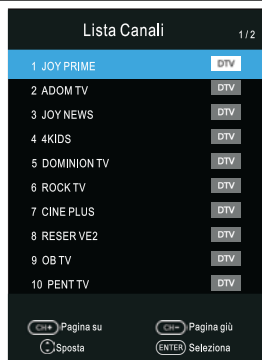 Lista Canali
1/2
1 JOY PRIME DTV
2 ADOM TV DTV
3 JOY NEWS DTV
4 4KIDS DTV
5 DOMINION TV DTV
6 ROCK TV DTV
7 CINE PLUS DTV
8 RESER VE2 DTV
9 OB TV DTV
10 PENT TV DTV
CH+ Pagina su CH- Pagina giù
Sposta ENTER Seleziona